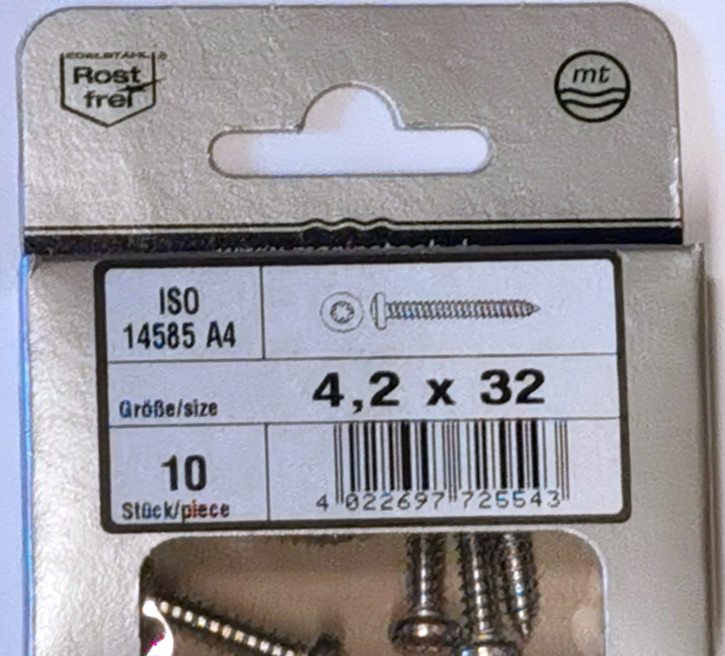 EDELSTAHL®
Rost
frei
mt
ISO
14585 A4
Größe/size
4,2 x 32
10
Stück/piece
4 022697 725543